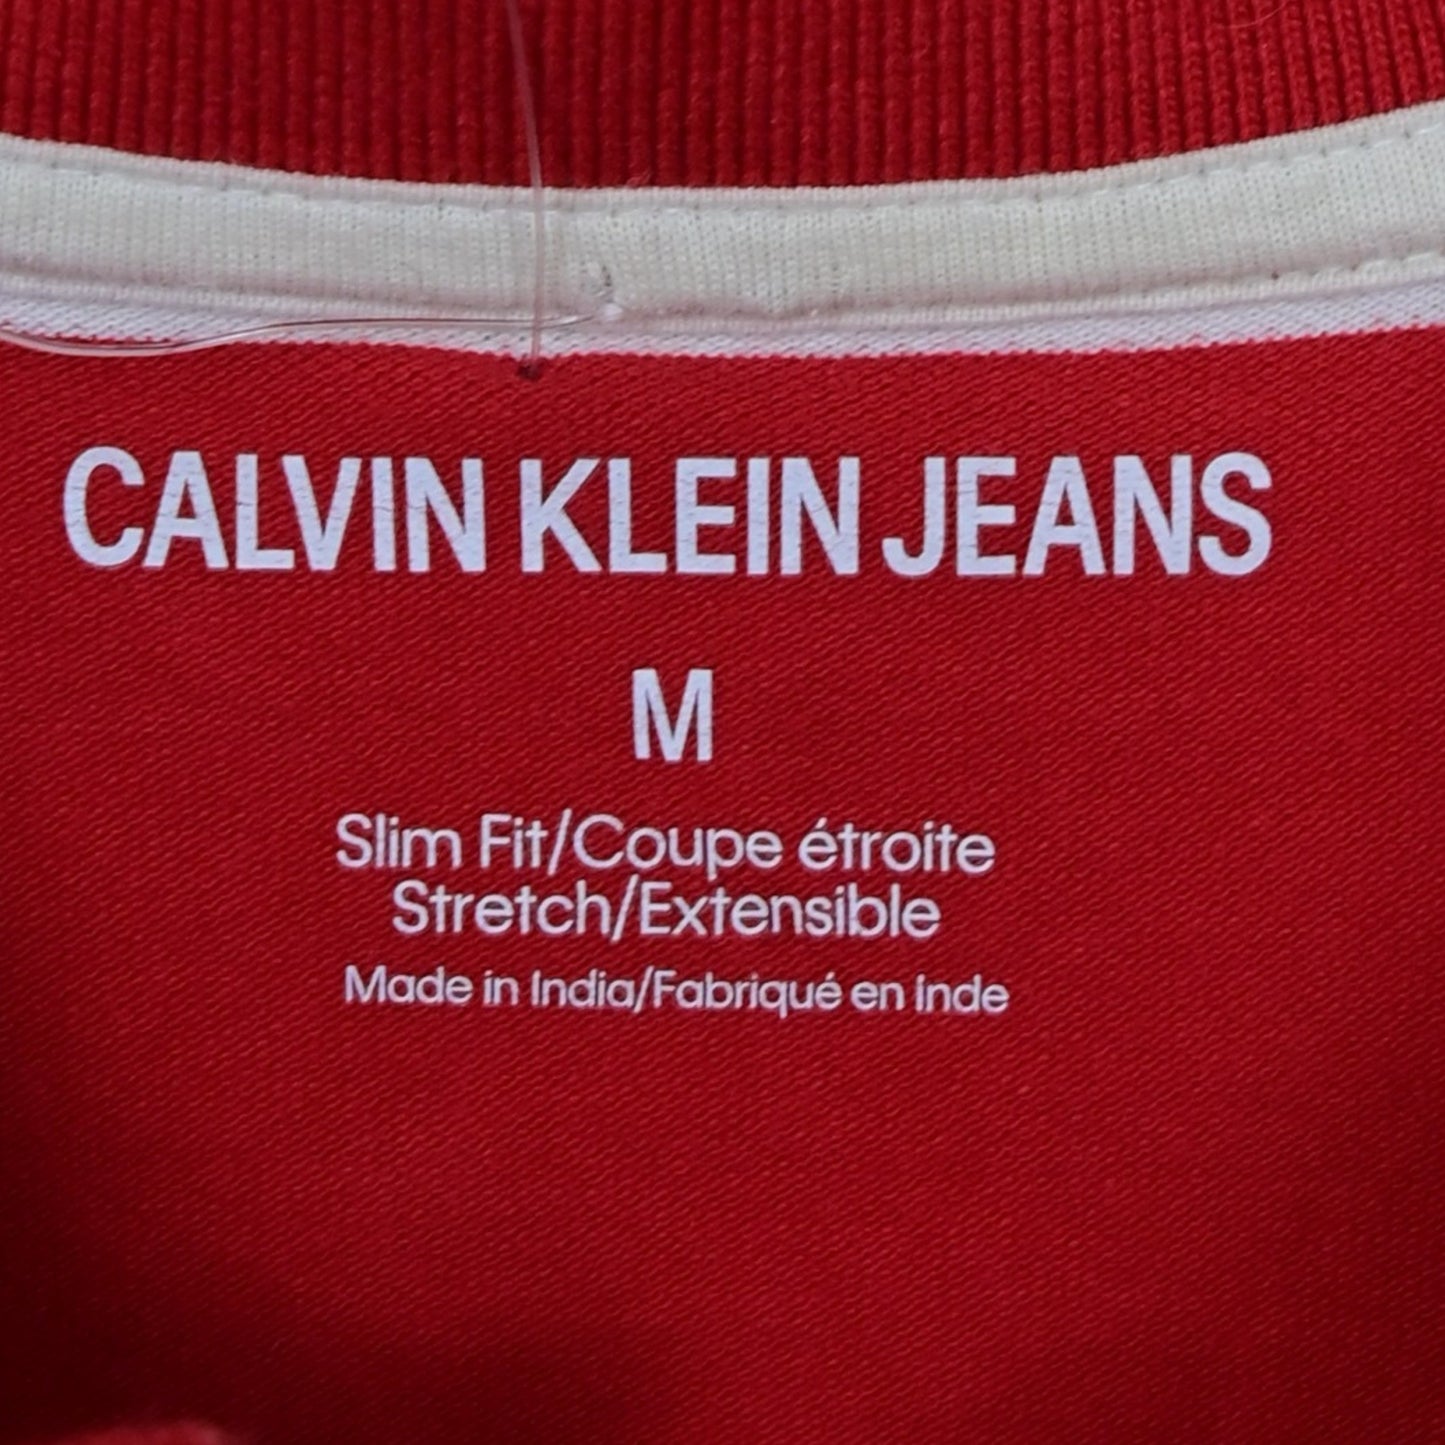 CALVIN KLEIN JEANS
M
Slim Fit/Coupe étroite
Stretch/Extensible
Made in India/Fabriqué en Inde